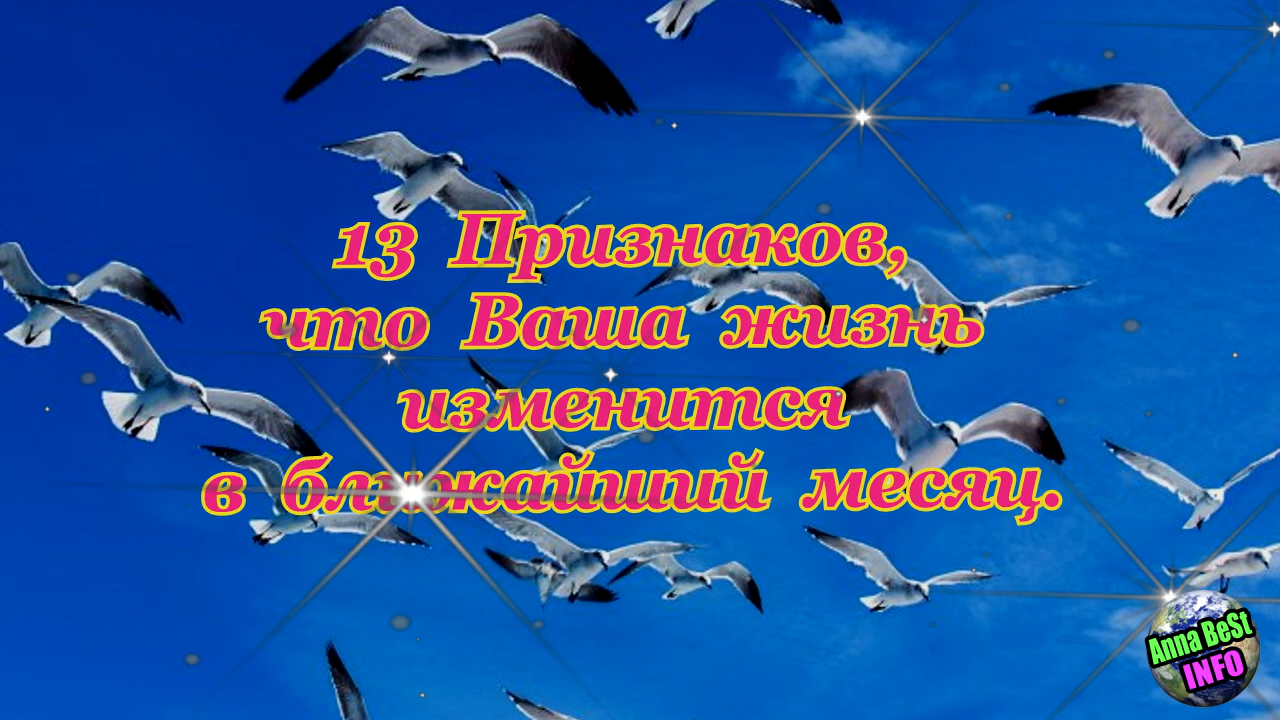 13 Признаков,
что Ваша жизнь
изменится
в ближайший месяц.
Anna BeSt
INFO